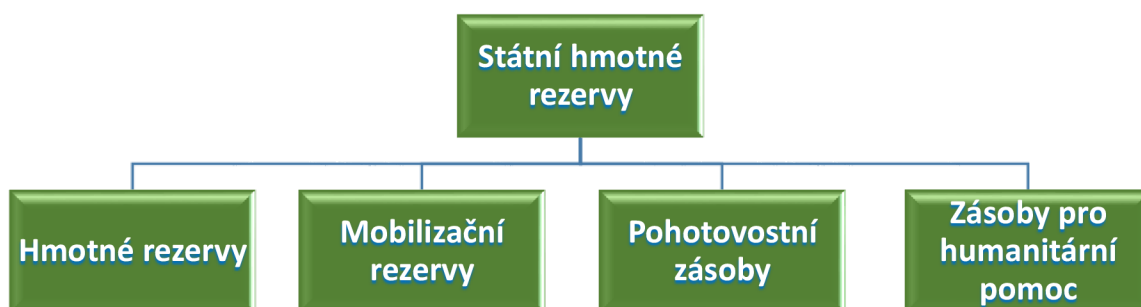 Státní hmotné
rezervy
Hmotné rezervy
Mobilizační
rezervy
Pohotovostní
zásoby
Zásoby pro
humanitární
pomoc